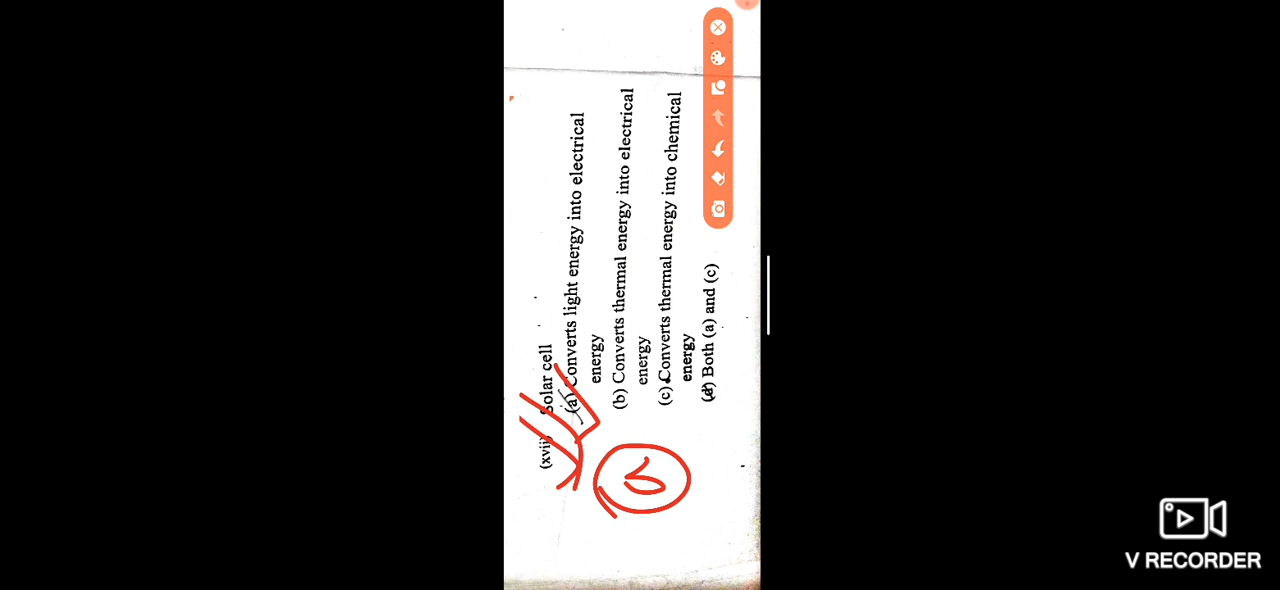 (xvii) Solar cell
(a) Converts light energy into electrical
energy
(b) Converts thermal energy into electrical
energy
(c) Converts thermal energy into chemical
energy
(d) Both (a) and (c)
V RECORDER